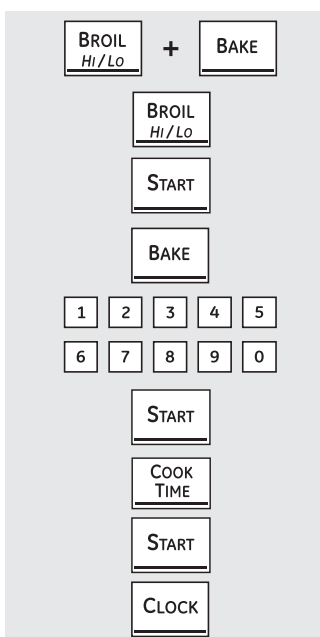 BROIL + BAKE
HI/LO
BROIL
HI/LO
START
BAKE
1 2 3 4 5
6 7 8 9 0
START
COOK
TIME
START
CLOCK